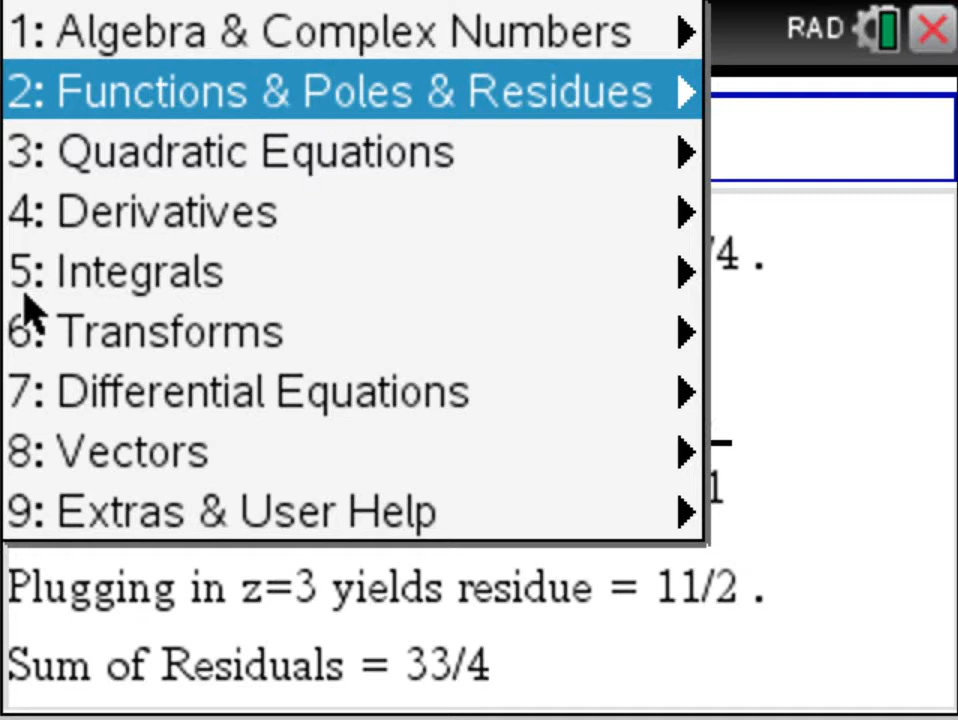 1: Algebra & Complex Numbers
RAD
2: Functions & Poles & Residues
3: Quadratic Equations
4: Derivatives
/4 .
5: Integrals
6: Transforms
7: Differential Equations
8: Vectors
1
9: Extras & User Help
Plugging in z=3 yields residue = 11/2 .
Sum of Residuals = 33/4